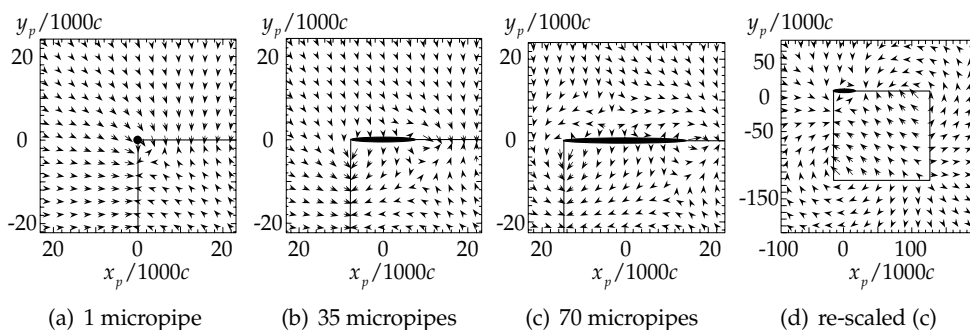 y_p/1000c y_p/1000c y_p/1000c y_p/1000c
20 20 20 50
0 0 0 0
-50
-20 -20 -20 -150
20 0 20 20 0 20 20 0 20 -100 0 100
x_p/1000c x_p/1000c x_p/1000c x_p/1000c
(a) 1 micropipe (b) 35 micropipes (c) 70 micropipes (d) re-scaled (c)